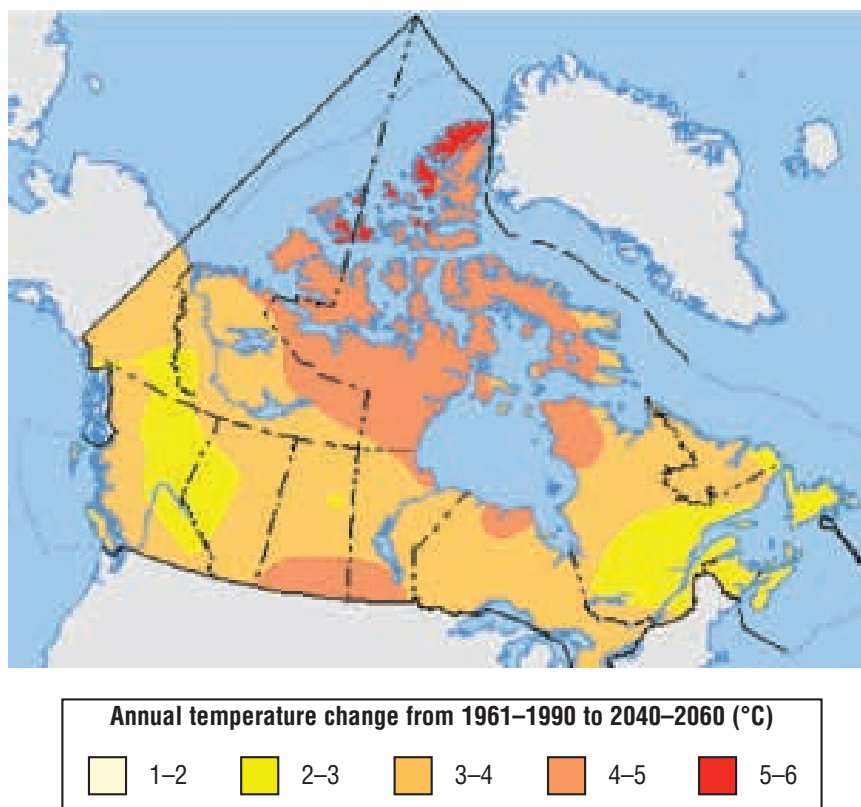 Annual temperature change from 1961–1990 to 2040–2060 (°C)
1–2 2–3 3–4 4–5 5–6